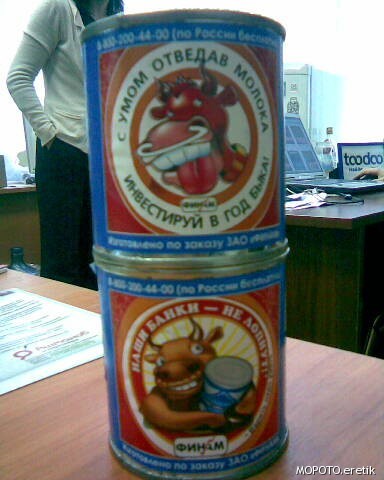 8-800-200-44-00 (по России бесплатно
С УМОМ ОТВЕДАВ МОЛОКА
ИНВЕСТИРУЙ В ГОД БЫКА!
ФИНАМ
Изготовлено по заказу ЗАО «ФИНАМ
toodoo
8-800-200-44-00 (по России бесплатно
НАШИ БАНКИ — НЕ ЛОПНУТ!
ФИНАМ
Изготовлено по заказу ЗАО «ФИНАМ
MOPOTO.eretik